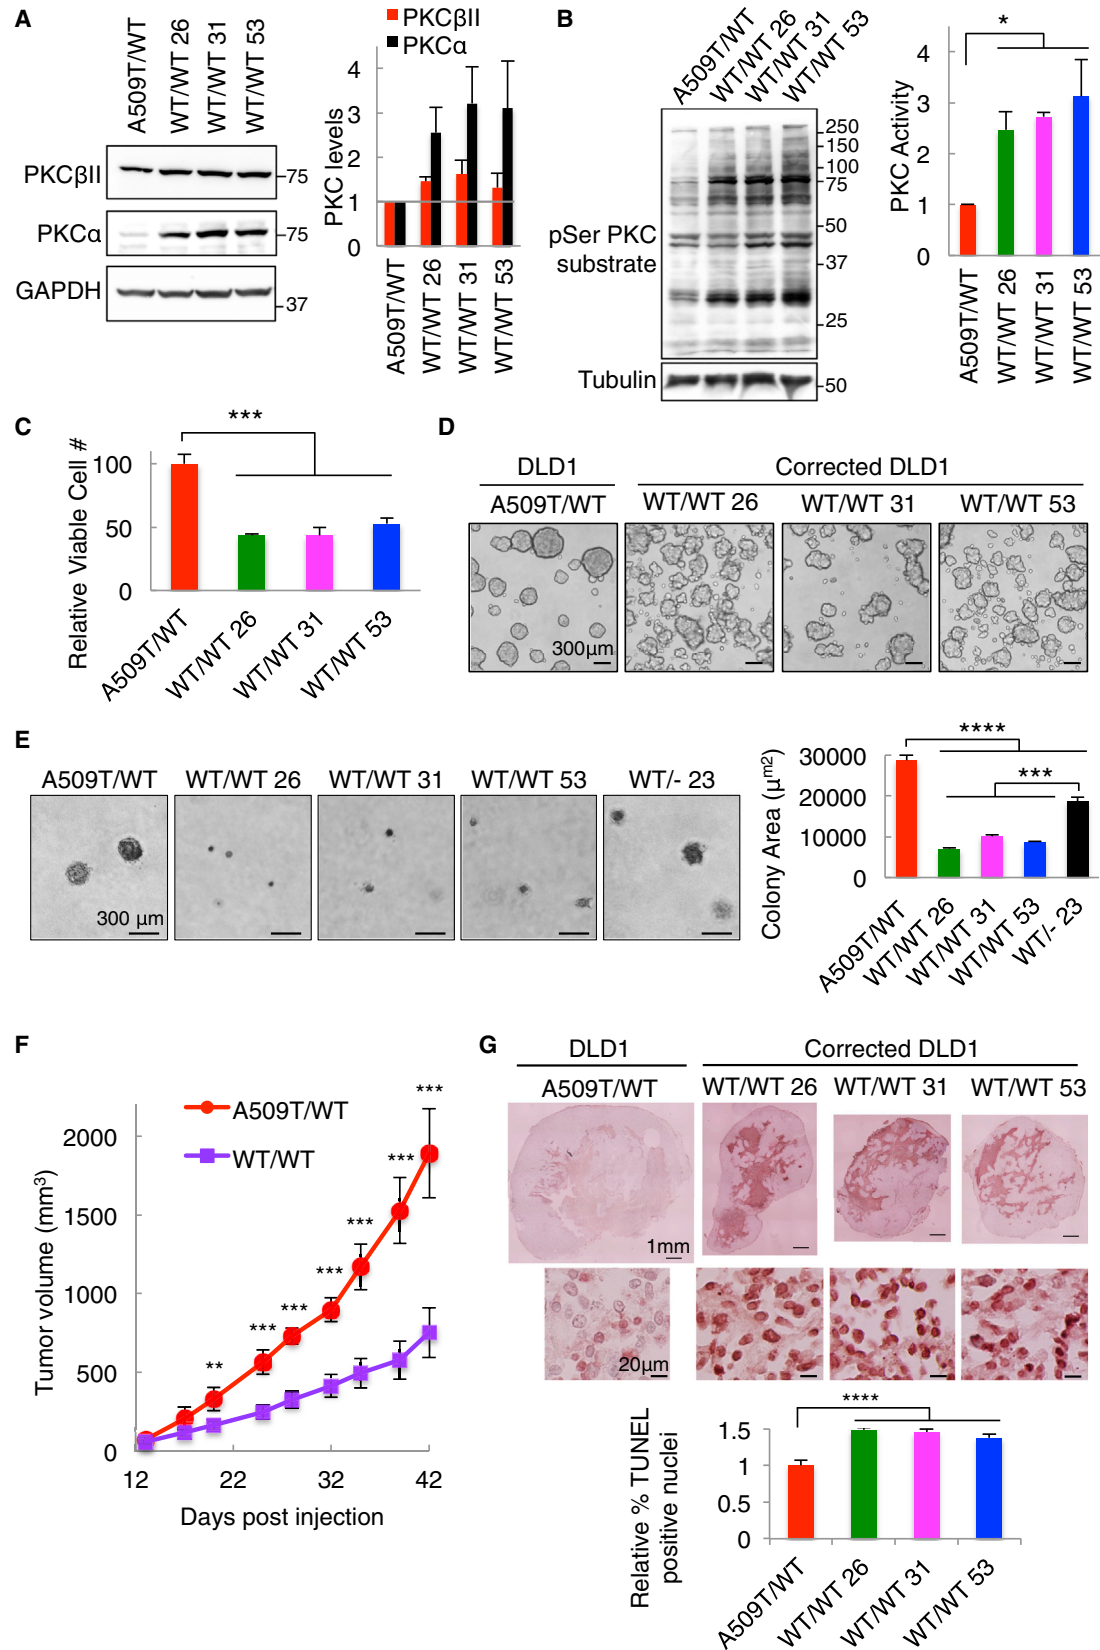 A
A509T/WT
WT/WT 26
WT/WT 31
WT/WT 53
PKCβII
-75
PKCα
-75
GAPDH
-37
PKCβII
PKCα
PKC levels
4
3
2
1
0
A509T/WT
WT/WT 26
WT/WT 31
WT/WT 53
B
A509T/WT
WT/WT 26
WT/WT 31
WT/WT 53
pSer PKC
substrate
250
150
100
75
50
37
25
Tubulin
-50
*
PKC Activity
4
3
2
1
0
A509T/WT
WT/WT 26
WT/WT 31
WT/WT 53
C
***
Relative Viable Cell #
100
50
0
A509T/WT
WT/WT 26
WT/WT 31
WT/WT 53
D
DLD1
Corrected DLD1
A509T/WT
WT/WT 26
WT/WT 31
WT/WT 53
300µm
E
A509T/WT
WT/WT 26
WT/WT 31
WT/WT 53
WT/- 23
300 µm
****
***
Colony Area (µm2)
30000
20000
10000
0
A509T/WT
WT/WT 26
WT/WT 31
WT/WT 53
WT/- 23
F
A509T/WT
WT/WT
Tumor volume (mm3)
2000
1500
1000
500
0
**
***
***
***
***
***
***
12 22 32 42
Days post injection
G
DLD1
Corrected DLD1
A509T/WT
WT/WT 26
WT/WT 31
WT/WT 53
1mm
20µm
****
Relative % TUNEL
positive nuclei
1.5
1
0.5
0
A509T/WT
WT/WT 26
WT/WT 31
WT/WT 53